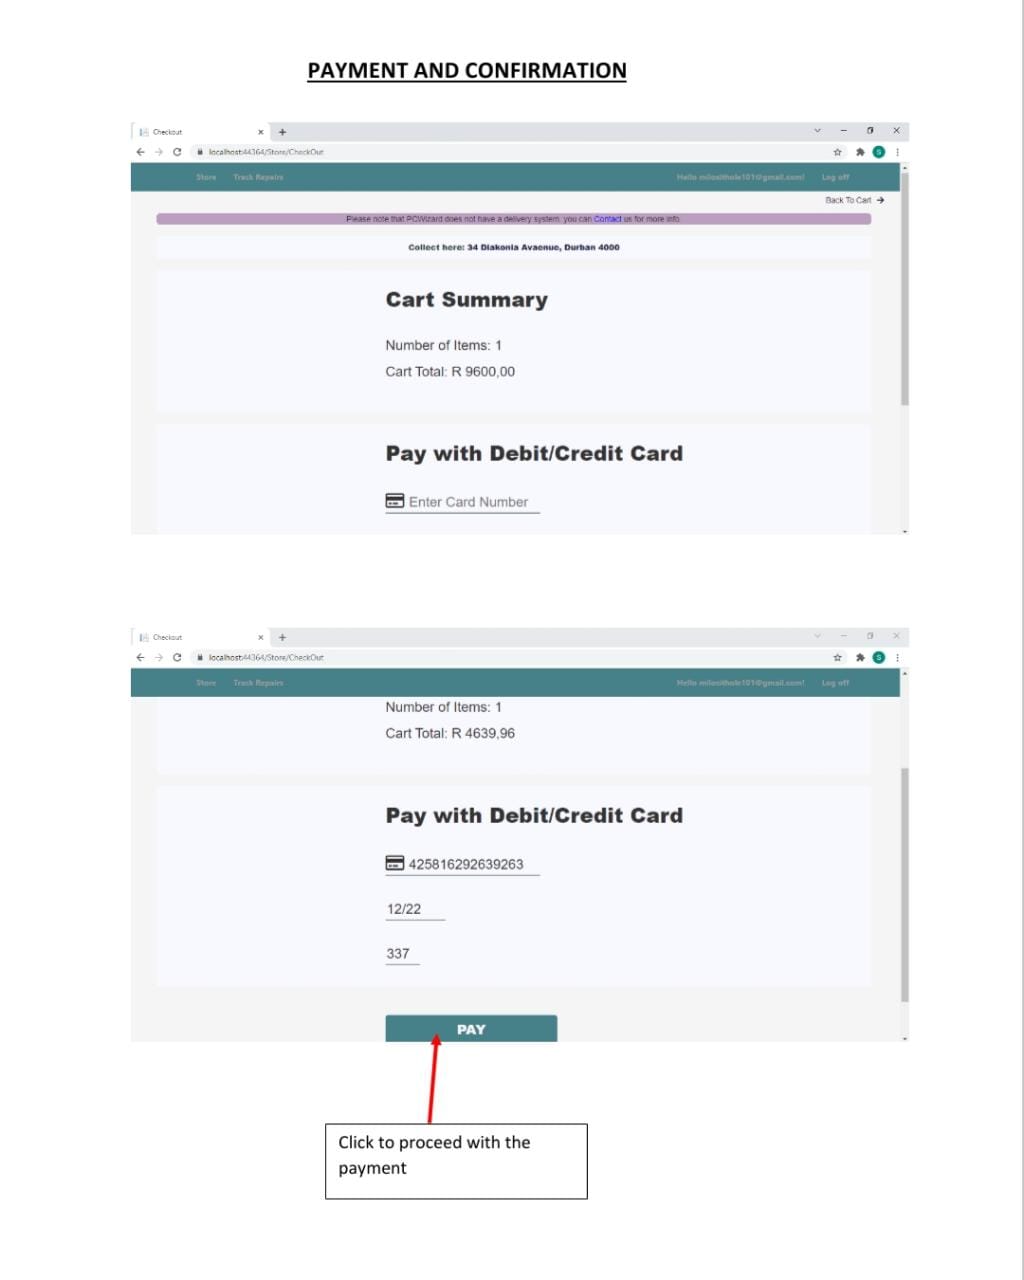 PAYMENT AND CONFIRMATION
Checkout
localhost:44364/Store/CheckOut
S
Store Track Repairs Hello milosithole101@gmail.com! Log off
Back To Cart
Please note that PCWizard does not have a delivery system. you can Contact us for more info.
Collect here: 34 Diakonia Avaenue, Durban 4000
Cart Summary
Number of Items: 1
Cart Total: R 9600,00
Pay with Debit/Credit Card
Enter Card Number
Checkout
localhost:44364/Store/CheckOut
S
Store Track Repairs Hello milosithole101@gmail.com! Log off
Number of Items: 1
Cart Total: R 4639,96
Pay with Debit/Credit Card
425816292639263
12/22
337
PAY
Click to proceed with the
payment